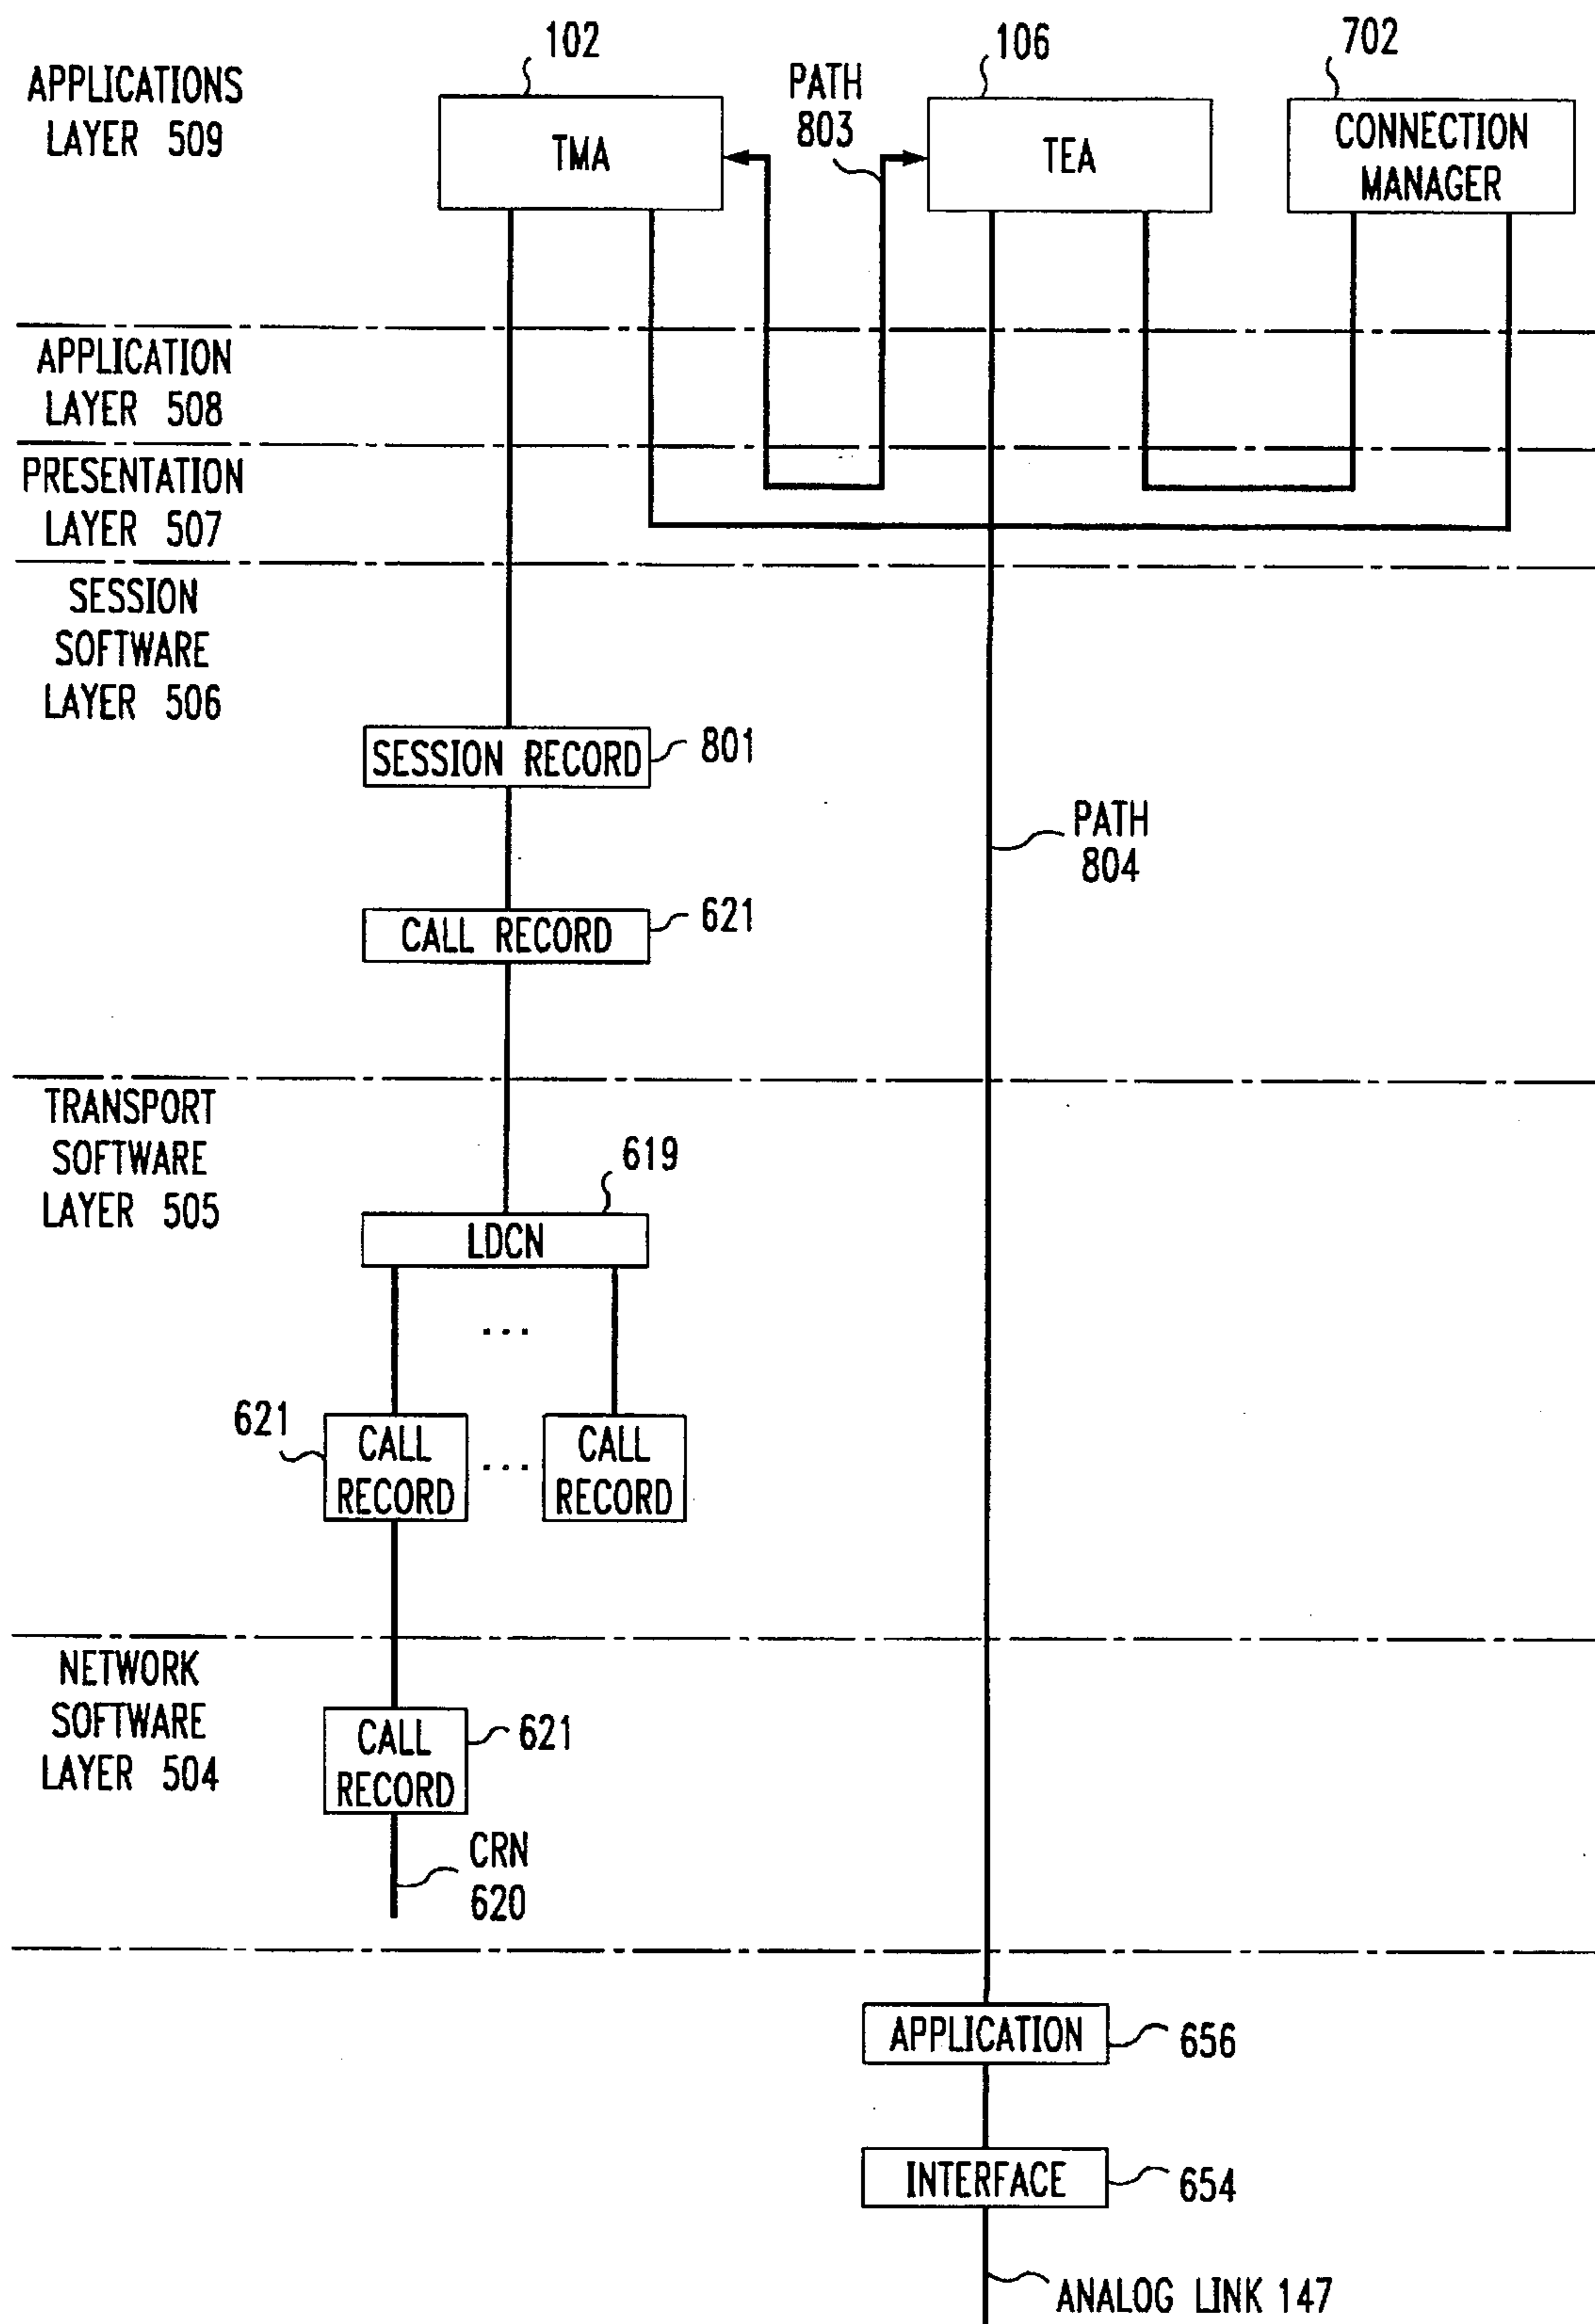 102
106
702
APPLICATIONS
LAYER 509
PATH
803
TMA
TEA
CONNECTION
MANAGER
APPLICATION
LAYER 508
PRESENTATION
LAYER 507
SESSION
SOFTWARE
LAYER 506
SESSION RECORD
801
PATH
804
CALL RECORD
621
TRANSPORT
SOFTWARE
LAYER 505
619
LDCN
...
621
CALL
RECORD
...
CALL
RECORD
NETWORK
SOFTWARE
LAYER 504
CALL
RECORD
621
CRN
620
APPLICATION
656
INTERFACE
654
ANALOG LINK 147